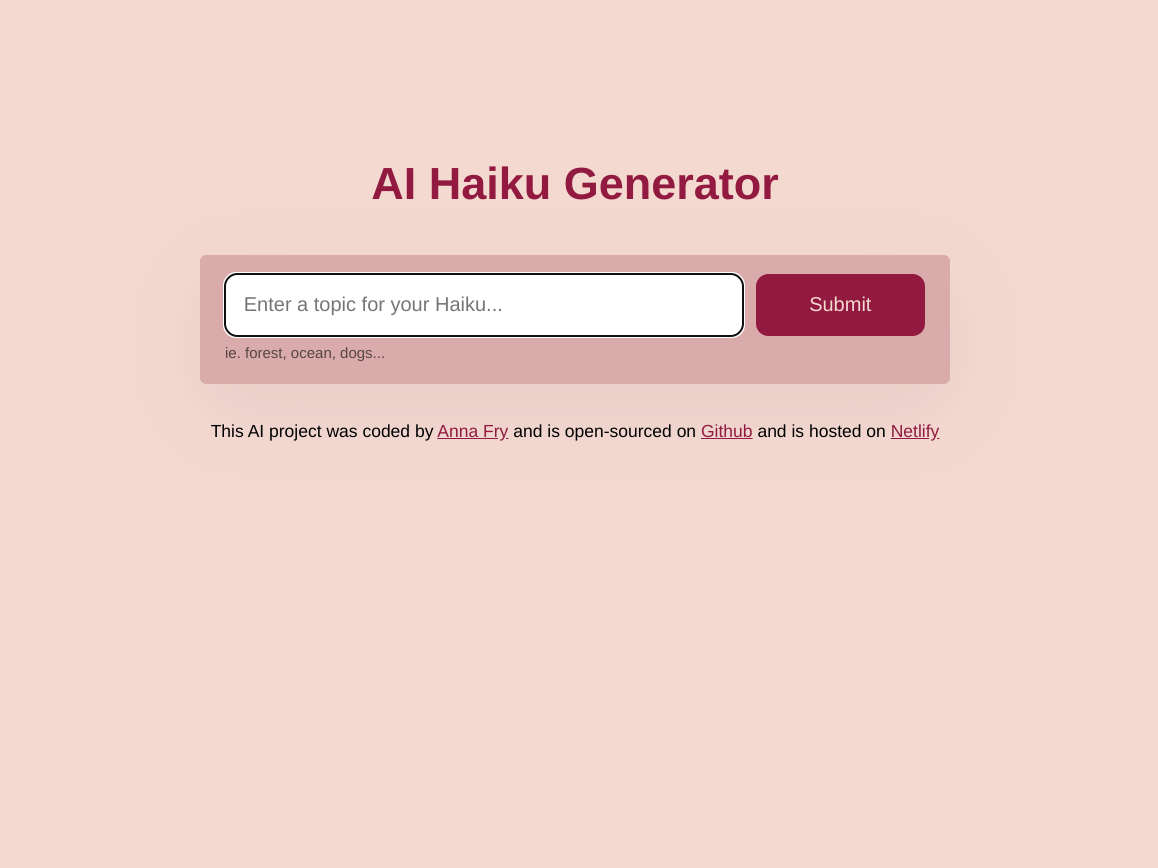 AI Haiku Generator
Enter a topic for your Haiku...
Submit
ie. forest, ocean, dogs...
This AI project was coded by Anna Fry and is open-sourced on Github and is hosted on Netlify